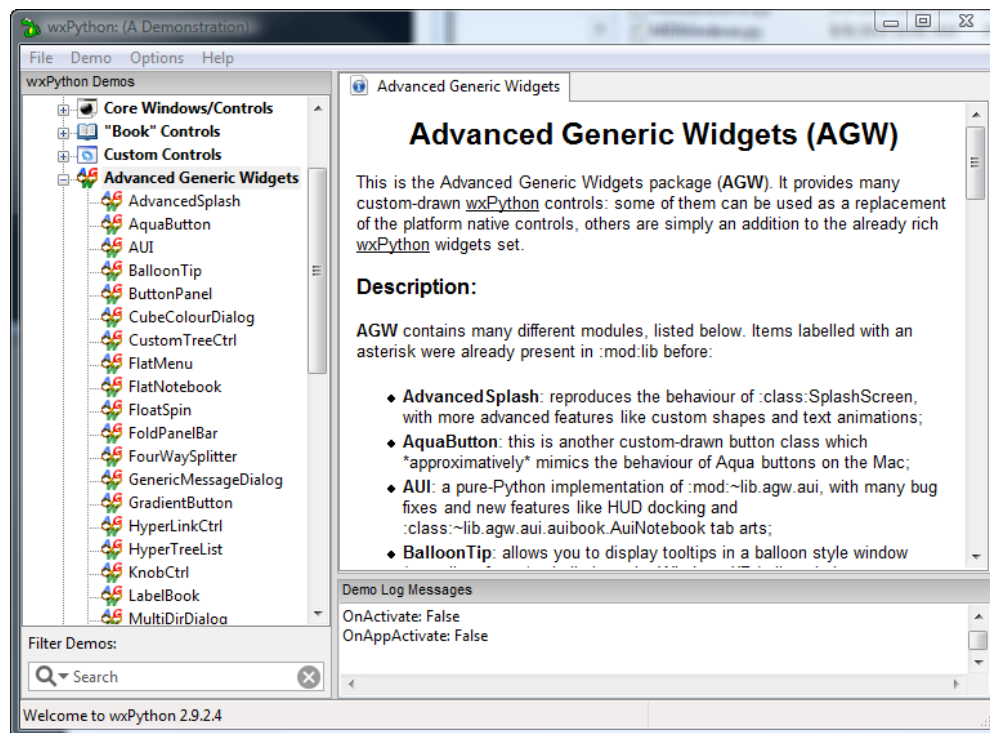 wxPython: (A Demonstration)
File Demo Options Help
wxPython Demos
Core Windows/Controls
"Book" Controls
Custom Controls
Advanced Generic Widgets
AdvancedSplash
AquaButton
AUI
BalloonTip
ButtonPanel
CubeColourDialog
CustomTreeCtrl
FlatMenu
FlatNotebook
FloatSpin
FoldPanelBar
FourWaySplitter
GenericMessageDialog
GradientButton
HyperLinkCtrl
HyperTreeList
KnobCtrl
LabelBook
MultiDirDialog
Filter Demos:
Search
Advanced Generic Widgets
Advanced Generic Widgets (AGW)
This is the Advanced Generic Widgets package (AGW). It provides many
custom-drawn wxPython controls: some of them can be used as a replacement
of the platform native controls, others are simply an addition to the already rich
wxPython widgets set.
Description:
AGW contains many different modules, listed below. Items labelled with an
asterisk were already present in :mod:lib before:
AdvancedSplash: reproduces the behaviour of :class:SplashScreen,
with more advanced features like custom shapes and text animations;
AquaButton: this is another custom-drawn button class which
*approximatively* mimics the behaviour of Aqua buttons on the Mac;
AUI: a pure-Python implementation of :mod:~lib.agw.aui, with many bug
fixes and new features like HUD docking and
:class:~lib.agw.aui.auibook.AuiNotebook tab arts;
BalloonTip: allows you to display tooltips in a balloon style window
Demo Log Messages
OnActivate: False
OnAppActivate: False
Welcome to wxPython 2.9.2.4